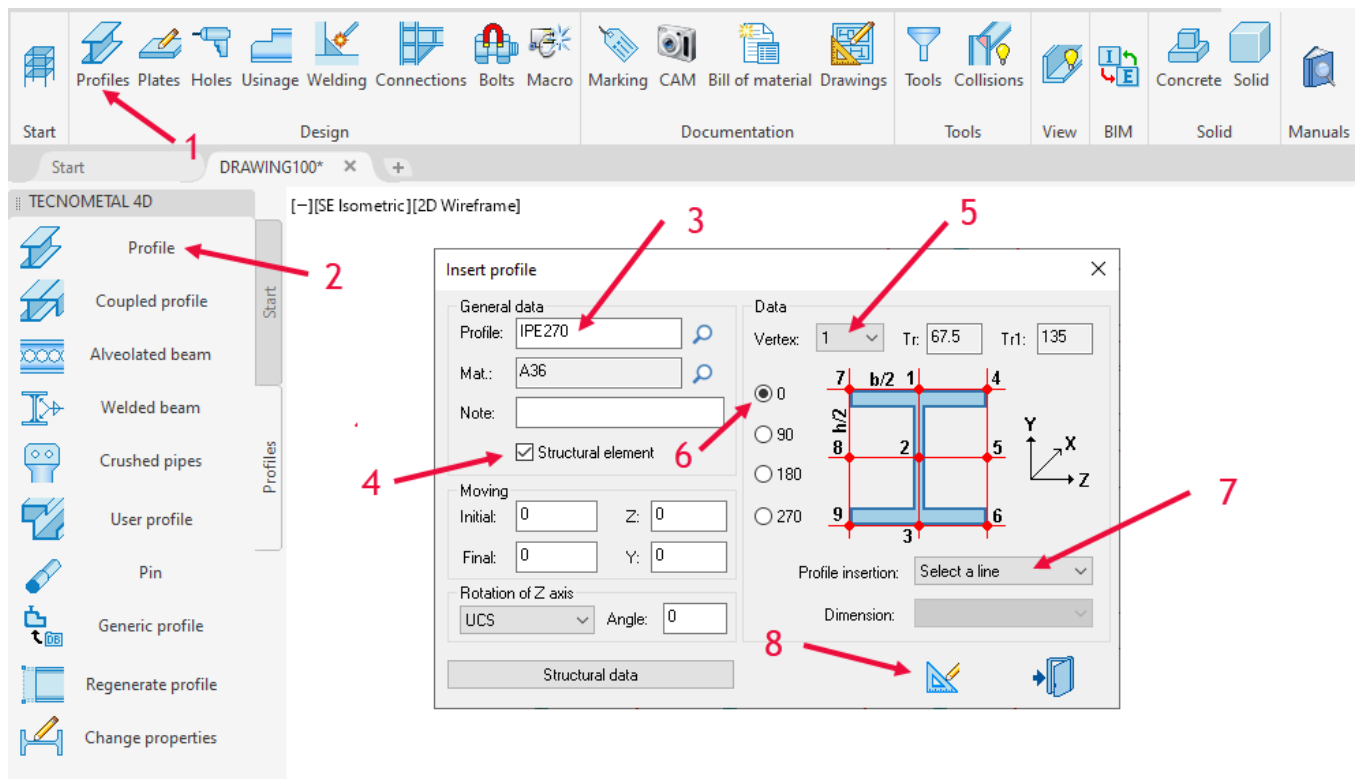 Profiles Plates Holes Usinage Welding Connections Bolts Macro Marking CAM Bill of material Drawings Tools Collisions Concrete Solid
I E
Start Design Documentation Tools View BIM Solid Manuals
1
Start DRAWING100* × +
TECNOMETAL 4D
[−][SE Isometric][2D Wireframe]
Profile
2
Coupled profile
Alveolated beam
Welded beam
Crushed pipes
User profile
Pin
Generic profile
DB
Regenerate profile
Change properties
Start
Profiles
3
5
Insert profile
General data
Profile: IPE270
Mat.: A36
Note:
Structural element
4
Moving
Initial: 0 Z: 0
Final: 0 Y: 0
Rotation of Z axis
UCS Angle: 0
Structural data
Data
Vertex: 1 Tr: 67.5 Tr1: 135
0
90
180
270
6
7 b/2 1 4
h/2
8 2 5
9 3 6
Y
X
Z
7
Profile insertion: Select a line
Dimension:
8